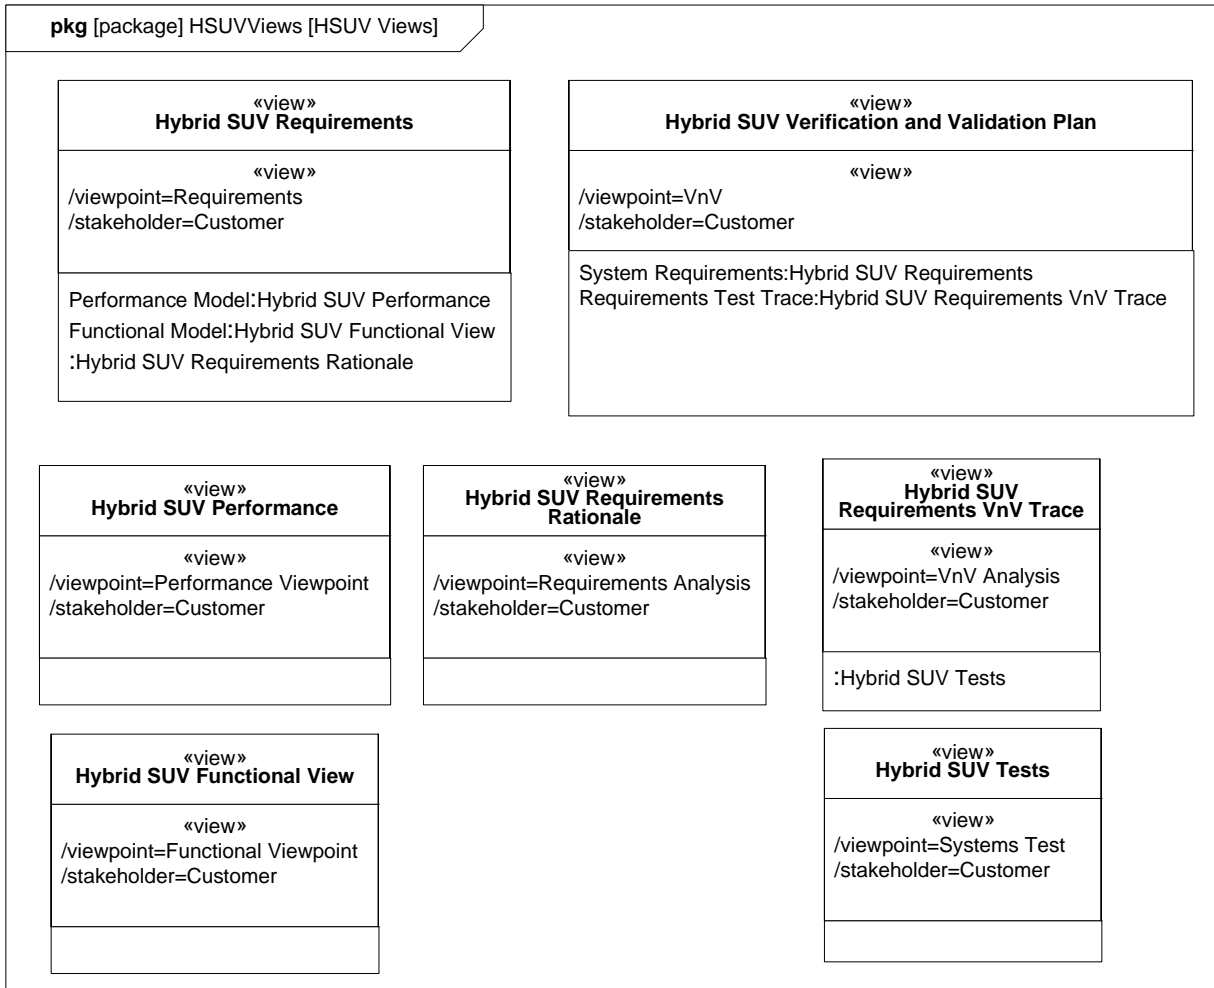 pkg [package] HSUVViews [HSUV Views]
«view»
Hybrid SUV Requirements
«view»
/viewpoint=Requirements
/stakeholder=Customer
Performance Model:Hybrid SUV Performance
Functional Model:Hybrid SUV Functional View
:Hybrid SUV Requirements Rationale
«view»
Hybrid SUV Verification and Validation Plan
«view»
/viewpoint=VnV
/stakeholder=Customer
System Requirements:Hybrid SUV Requirements
Requirements Test Trace:Hybrid SUV Requirements VnV Trace
«view»
Hybrid SUV Performance
«view»
/viewpoint=Performance Viewpoint
/stakeholder=Customer
«view»
Hybrid SUV Requirements
Rationale
«view»
/viewpoint=Requirements Analysis
/stakeholder=Customer
«view»
Hybrid SUV
Requirements VnV Trace
«view»
/viewpoint=VnV Analysis
/stakeholder=Customer
:Hybrid SUV Tests
«view»
Hybrid SUV Functional View
«view»
/viewpoint=Functional Viewpoint
/stakeholder=Customer
«view»
Hybrid SUV Tests
«view»
/viewpoint=Systems Test
/stakeholder=Customer